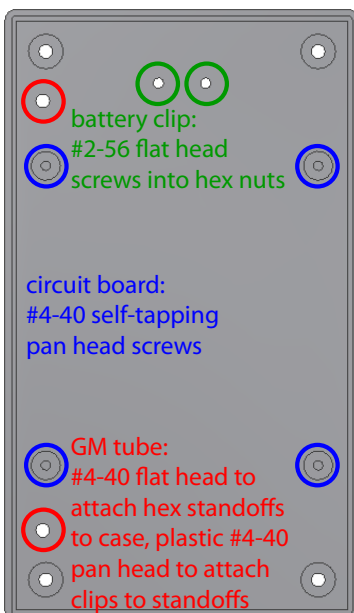 battery clip:
#2-56 flat head
screws into hex nuts
circuit board:
#4-40 self-tapping
pan head screws
GM tube:
#4-40 flat head to
attach hex standoffs
to case, plastic #4-40
pan head to attach
clips to standoffs